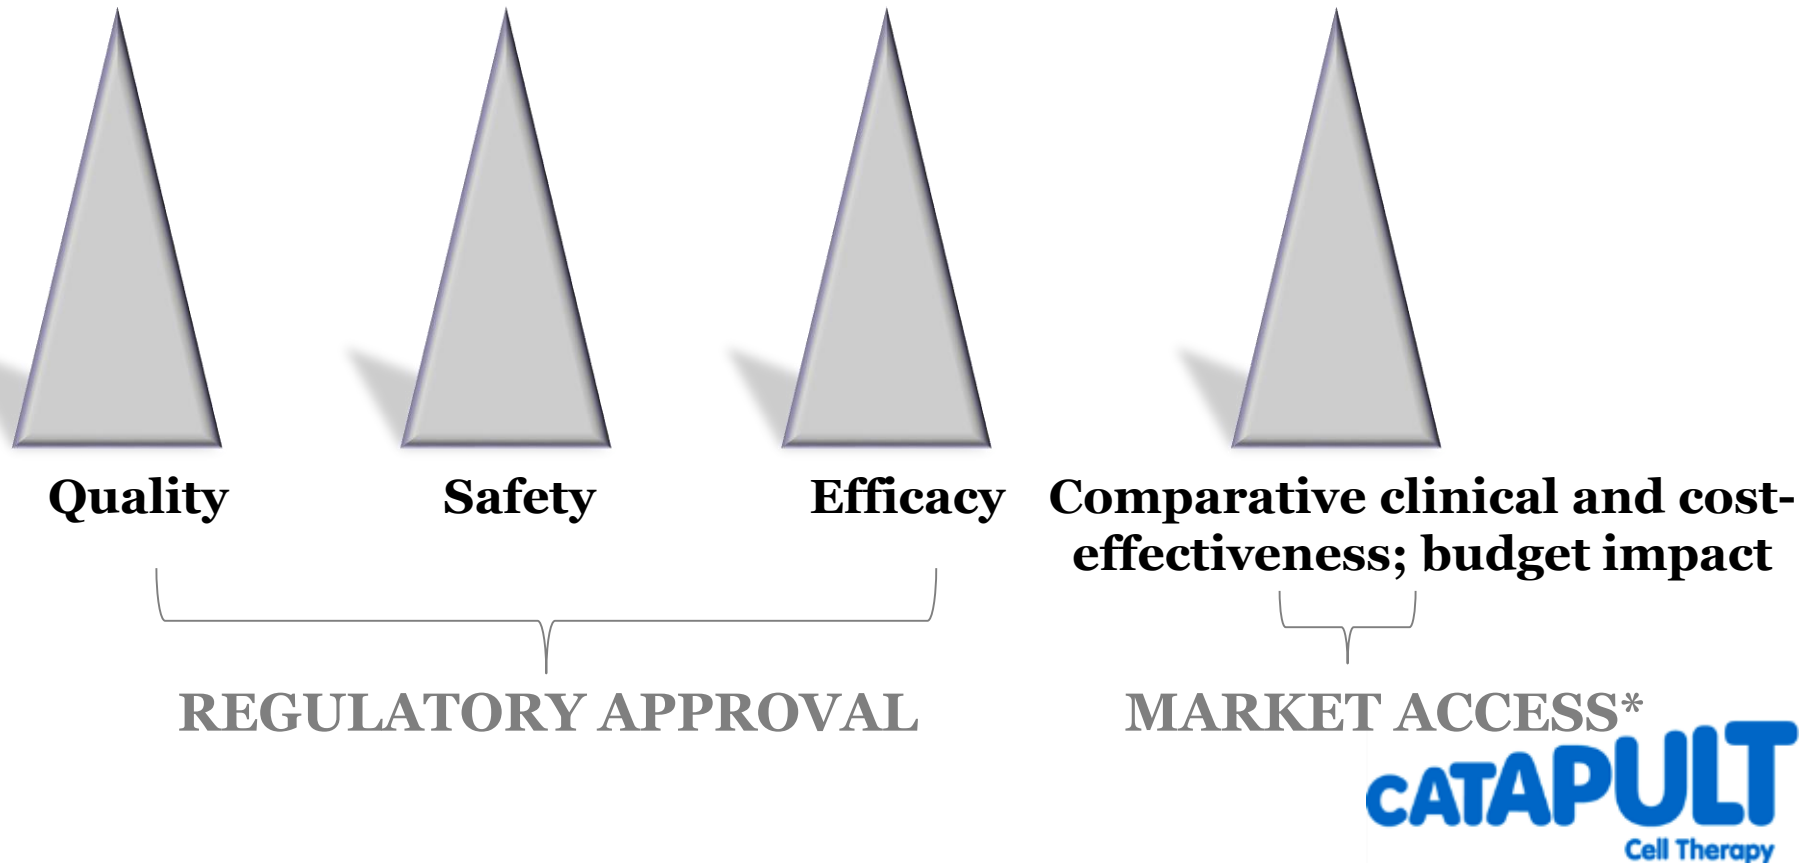 Quality
Safety
Efficacy
Comparative clinical and cost-
effectiveness; budget impact
REGULATORY APPROVAL
MARKET ACCESS*
CATAPULT
Cell Therapy